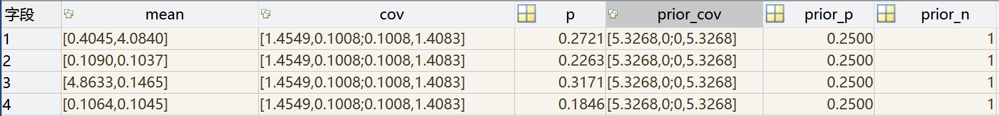 字段 mean cov p prior_cov prior_p prior_n
1 [0.4045,4.0840] [1.4549,0.1008;0.1008,1.4083] 0.2721 [5.3268,0;0,5.3268] 0.2500 1
2 [0.1090,0.1037] [1.4549,0.1008;0.1008,1.4083] 0.2263 [5.3268,0;0,5.3268] 0.2500 1
3 [4.8633,0.1465] [1.4549,0.1008;0.1008,1.4083] 0.3171 [5.3268,0;0,5.3268] 0.2500 1
4 [0.1064,0.1045] [1.4549,0.1008;0.1008,1.4083] 0.1846 [5.3268,0;0,5.3268] 0.2500 1